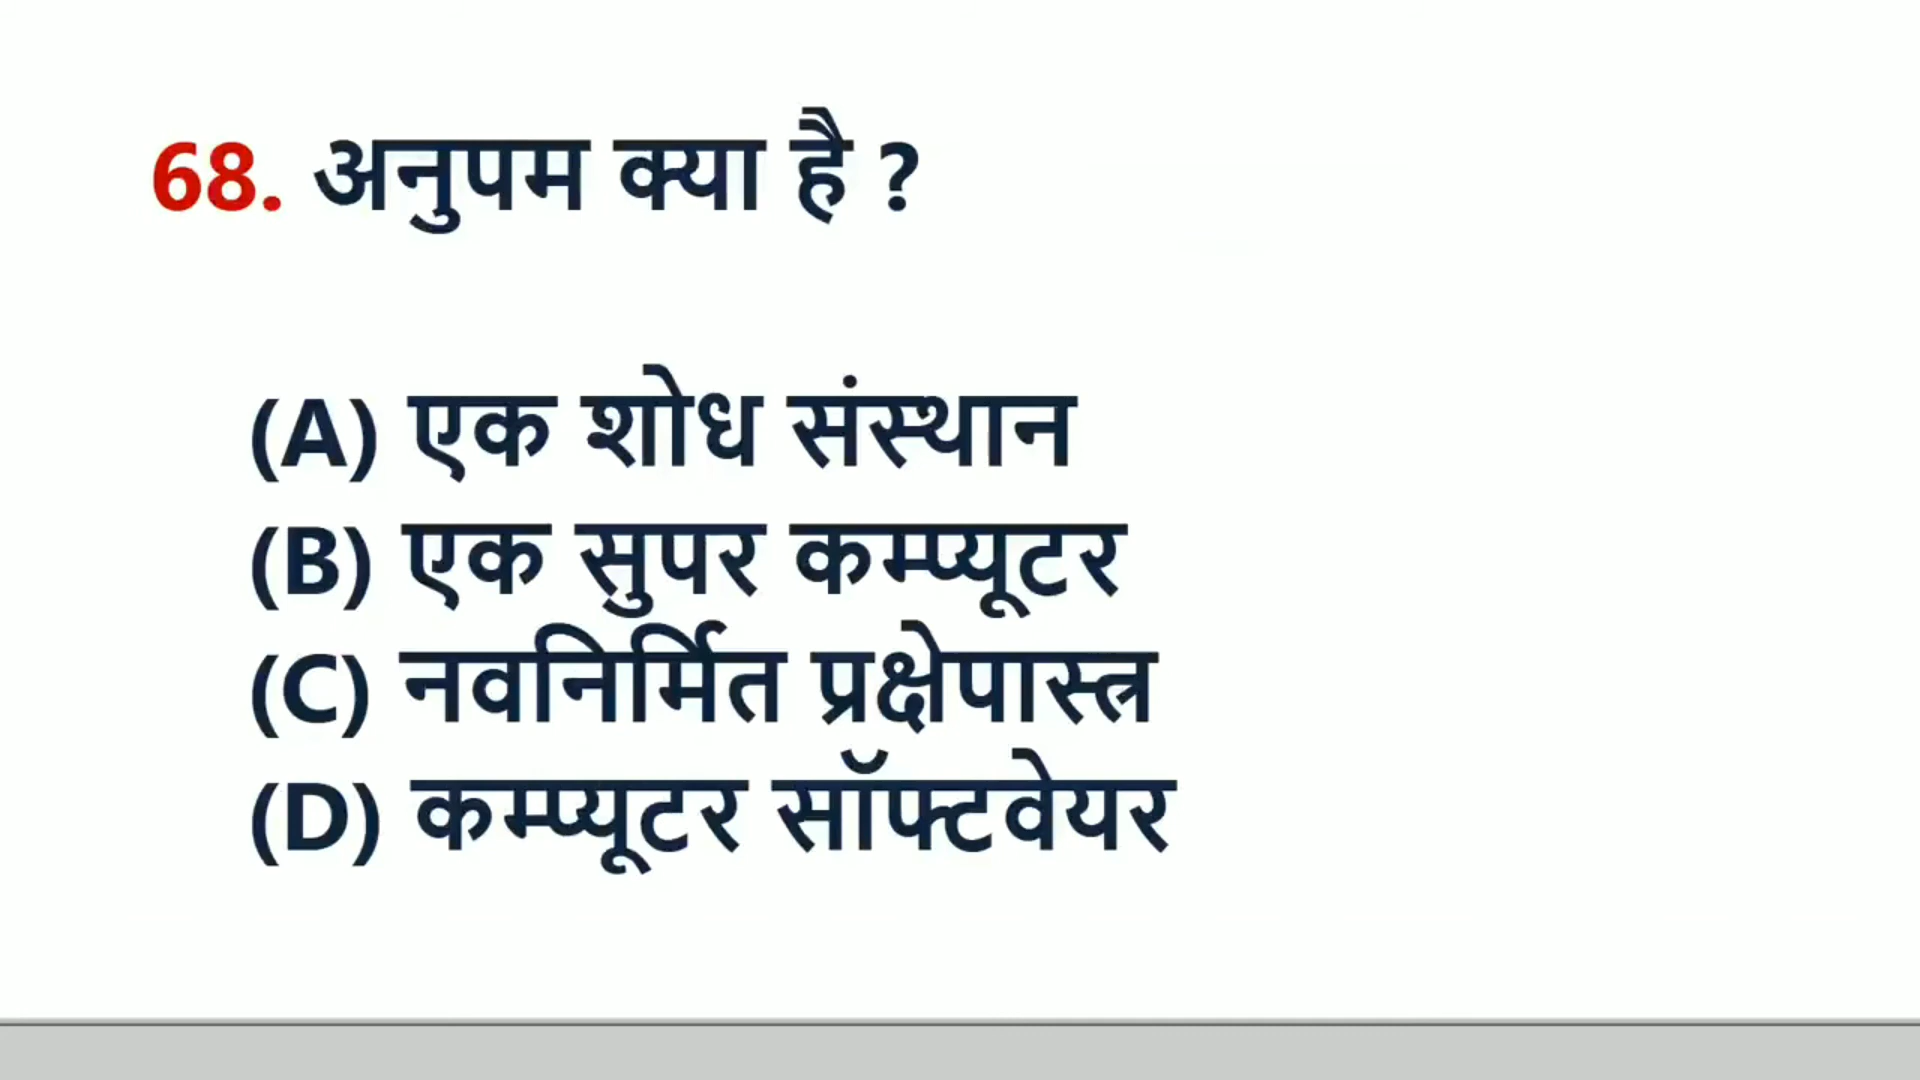 68. अनुपम क्या है ?
(A) एक शोध संस्थान
(B) एक सुपर कम्प्यूटर
(C) नवनिर्मित प्रक्षेपास्त्र
(D) कम्प्यूटर सॉफ्टवेयर